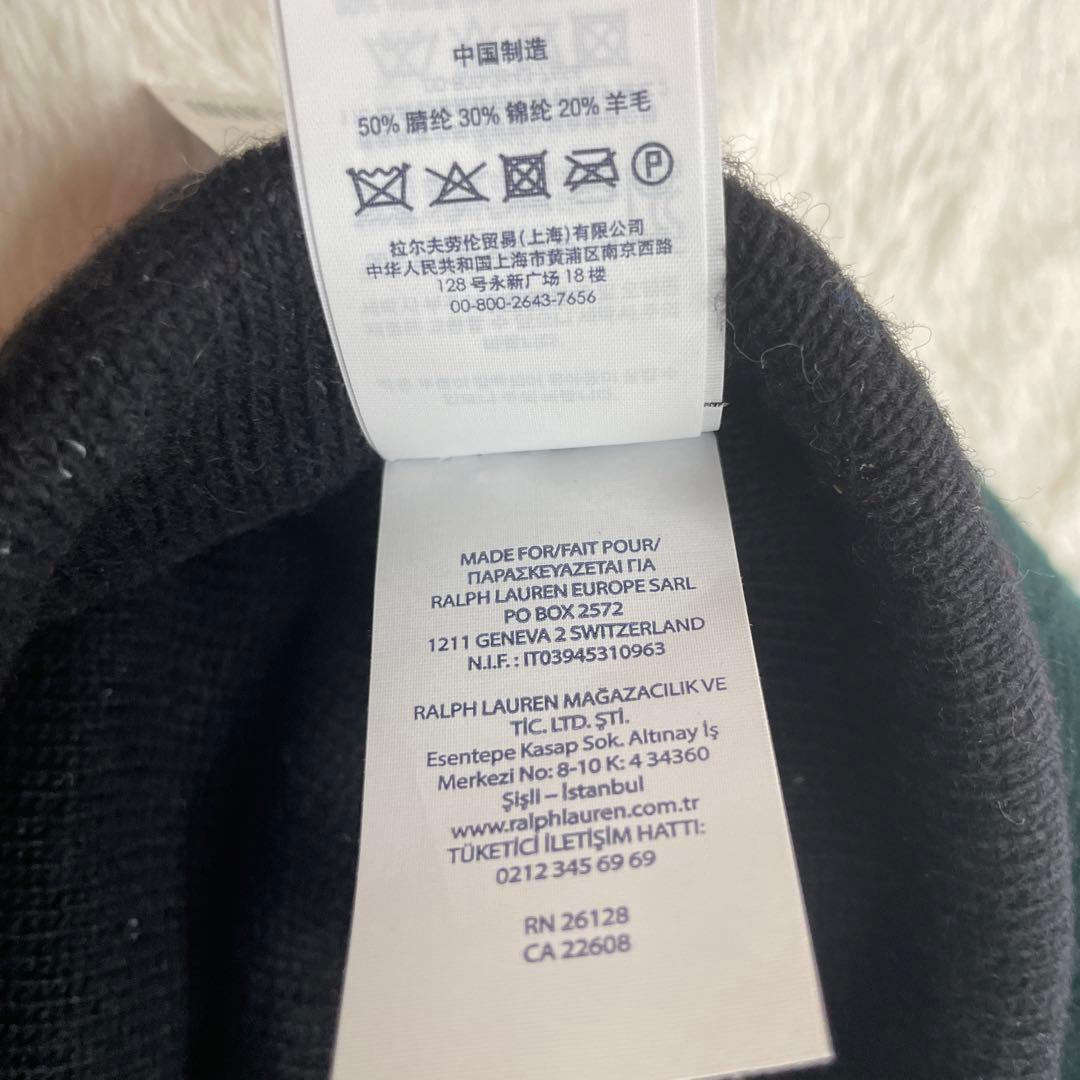 中国制造
50% 腈纶 30% 锦纶 20% 羊毛
P
拉尔夫劳伦贸易(上海)有限公司
中华人民共和国上海市黄浦区南京西路
128 号永新广场 18 楼
00-800-2643-7656
MADE FOR/FAIT POUR/
ΠΑΡΑΣΚΕΥΑΖΕΤΑΙ ΓΙΑ
RALPH LAUREN EUROPE SARL
PO BOX 2572
1211 GENEVA 2 SWITZERLAND
N.I.F. : IT03945310963
RALPH LAUREN MAĞAZACILIK VE
TİC. LTD. ŞTİ.
Esentepe Kasap Sok. Altınay İş
Merkezi No: 8-10 K: 4 34360
Şişli – İstanbul
www.ralphlauren.com.tr
TÜKETİCİ İLETİŞİM HATTI:
0212 345 69 69
RN 26128
CA 22608